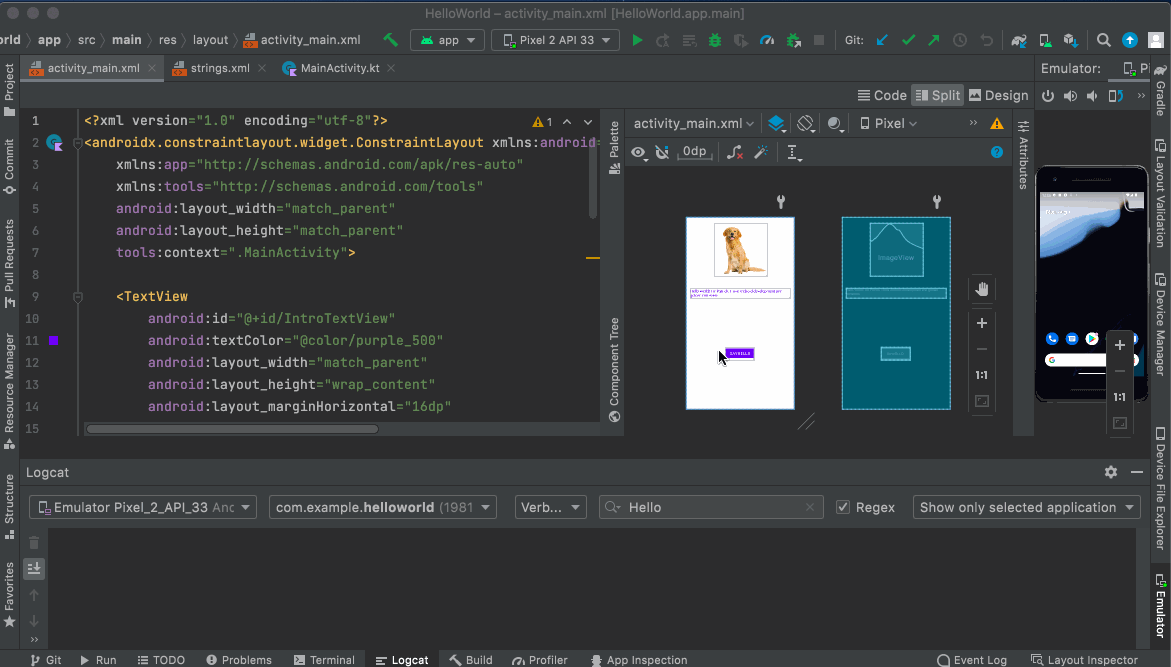 HelloWorld – activity_main.xml [HelloWorld.app.main]
orld app src main res layout activity_main.xml app Pixel 2 API 33 Git:
activity_main.xml strings.xml MainActivity.kt Emulator: Pi
Code Split Design
Project
Commit
Pull Requests
Resource Manager
Structure
Favorites
1 <?xml version="1.0" encoding="utf-8"?> 1
2 <androidx.constraintlayout.widget.ConstraintLayout xmlns:android=
3 xmlns:app="http://schemas.android.com/apk/res-auto"
4 xmlns:tools="http://schemas.android.com/tools"
5 android:layout_width="match_parent"
6 android:layout_height="match_parent"
7 tools:context=".MainActivity">
8
9 <TextView
10 android:id="@+id/IntroTextView"
11 android:textColor="@color/purple_500"
12 android:layout_width="match_parent"
13 android:layout_height="wrap_content"
14 android:layout_marginHorizontal="16dp"
15
Palette
Component Tree
activity_main.xml Pixel
0dp
ImageView
1:1
Attributes
1:1
Gradle
Layout Validation
Device Manager
Device File Explorer
Emulator
Logcat
Emulator Pixel_2_API_33 Anc com.example.helloworld (1981 Verb... Hello Regex Show only selected application
Git Run TODO Problems Terminal Logcat Build Profiler App Inspection Event Log Layout Inspector